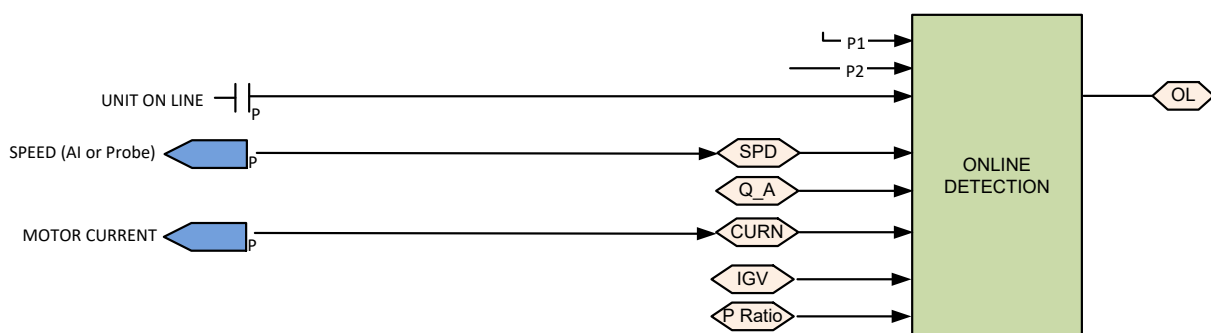 P1
P2
UNIT ON LINE
P
OL
SPEED (AI or Probe)
P
SPD
ONLINE
DETECTION
Q_A
MOTOR CURRENT
P
CURN
IGV
P Ratio